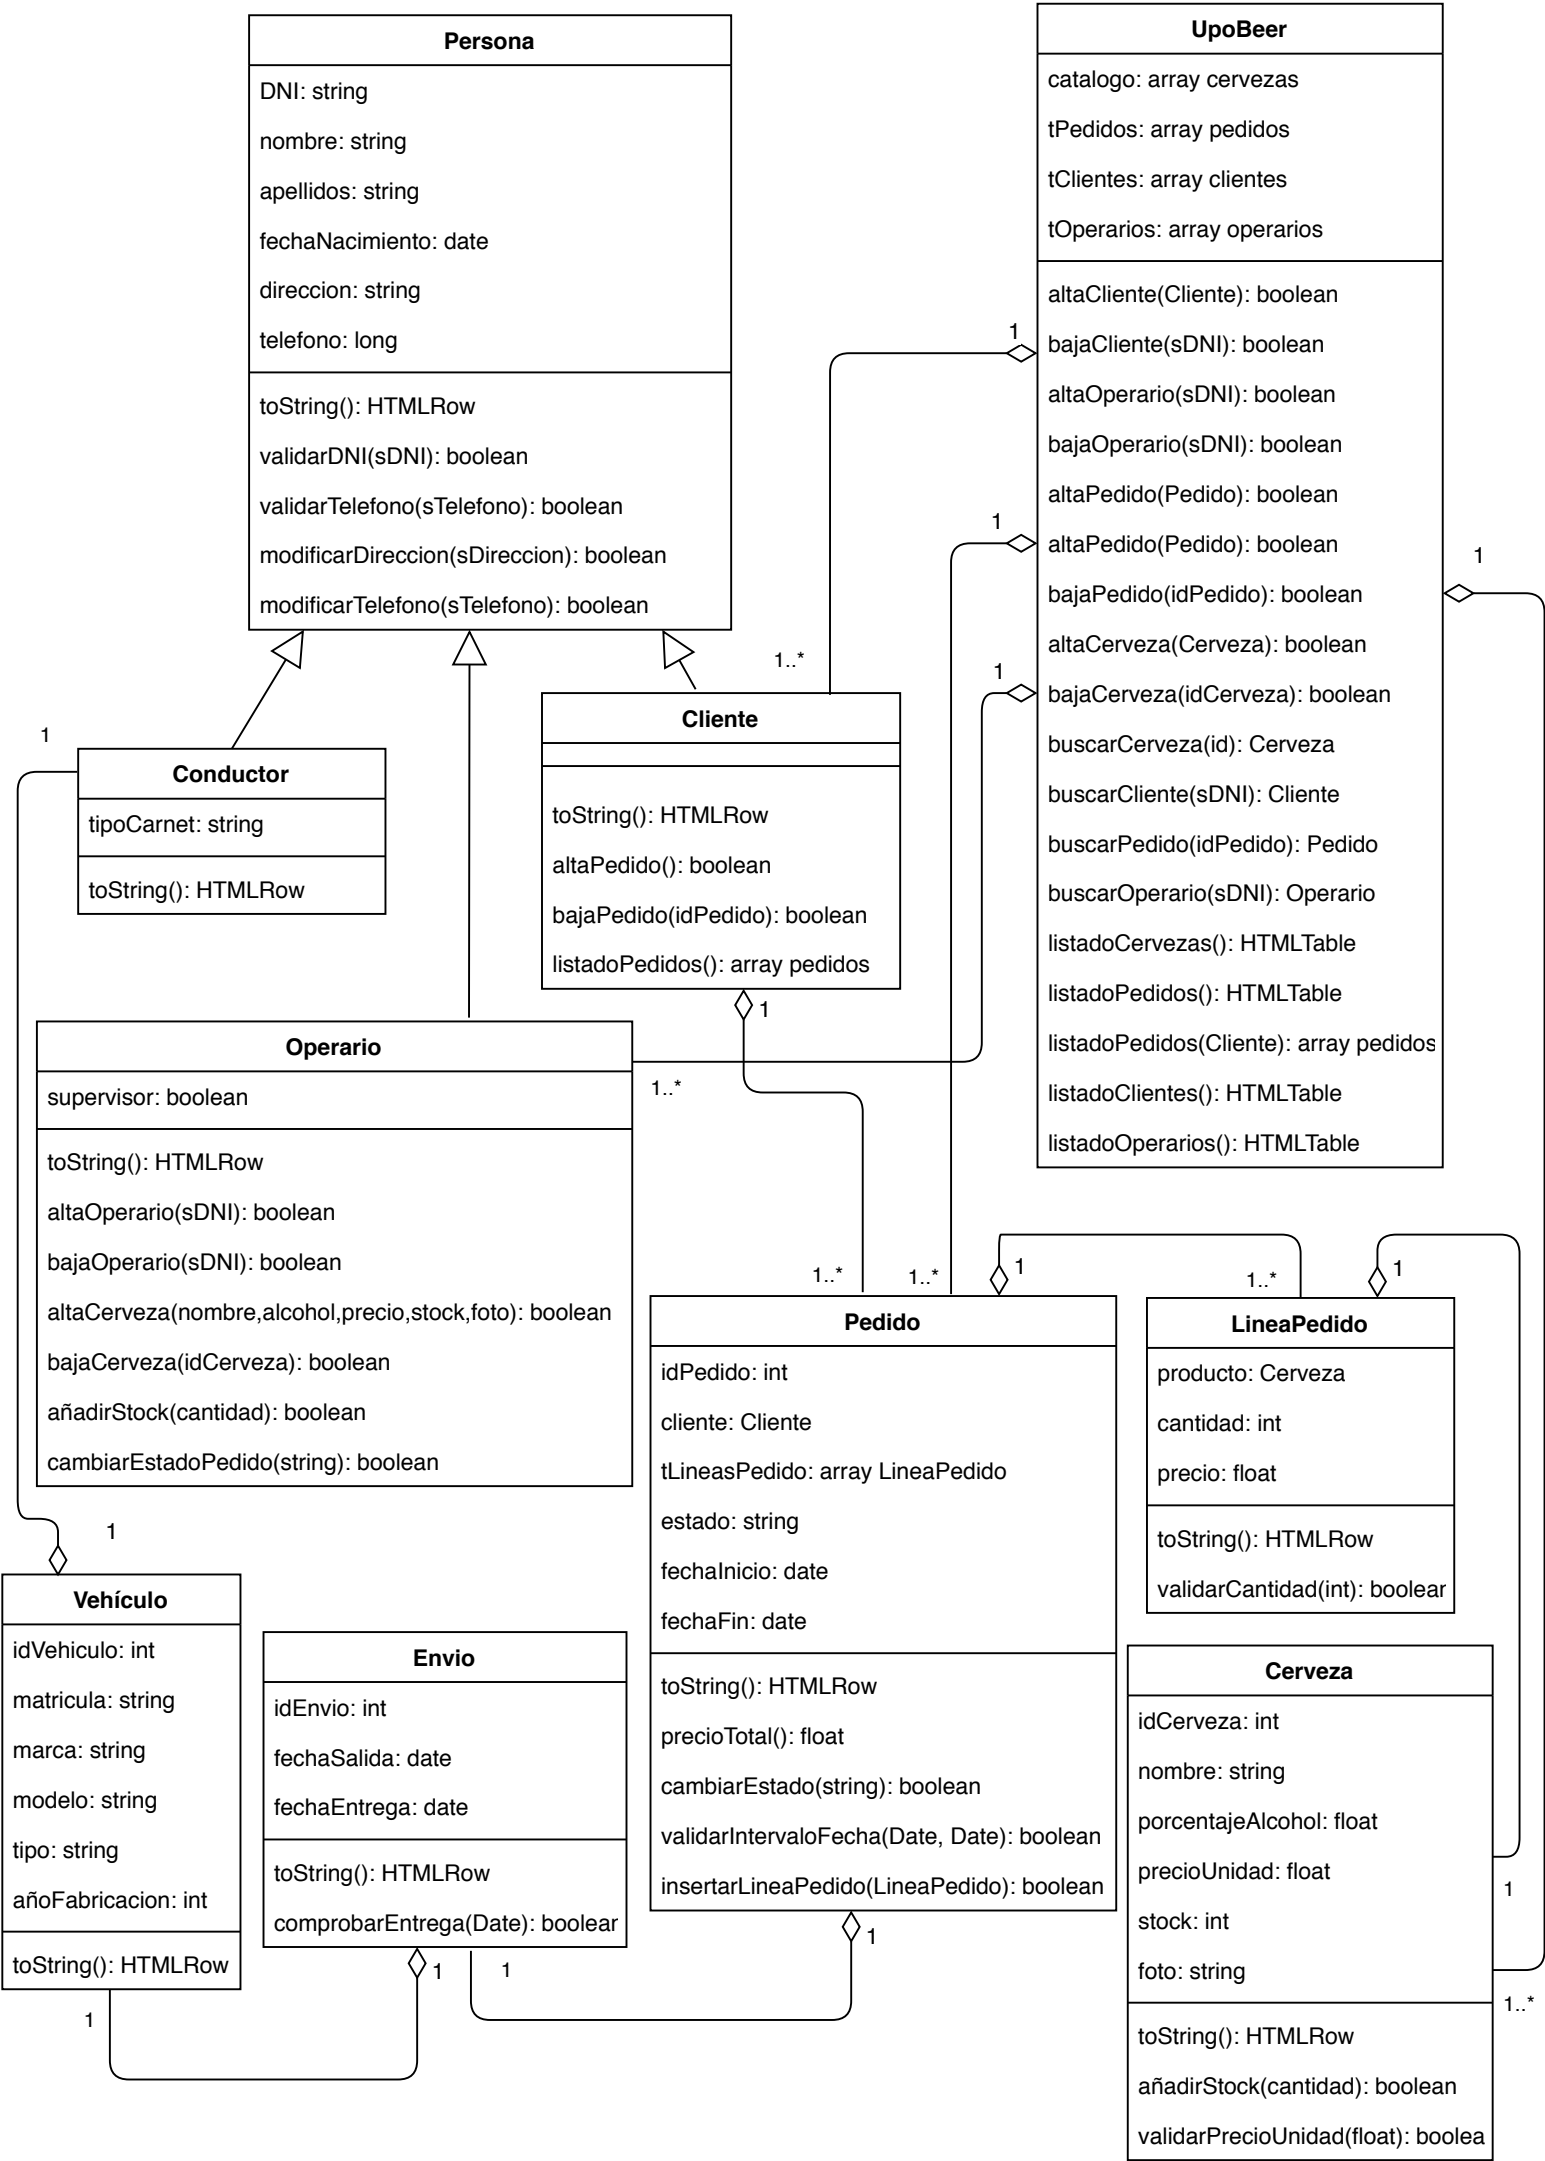 Persona
DNI: string
nombre: string
apellidos: string
fechaNacimiento: date
direccion: string
telefono: long
toString(): HTMLRow
validarDNI(sDNI): boolean
validarTelefono(sTelefono): boolean
modificarDireccion(sDireccion): boolean
modificarTelefono(sTelefono): boolean
UpoBeer
catalogo: array cervezas
tPedidos: array pedidos
tClientes: array clientes
tOperarios: array operarios
altaCliente(Cliente): boolean
bajaCliente(sDNI): boolean
altaOperario(sDNI): boolean
bajaOperario(sDNI): boolean
altaPedido(Pedido): boolean
altaPedido(Pedido): boolean
bajaPedido(idPedido): boolean
altaCerveza(Cerveza): boolean
bajaCerveza(idCerveza): boolean
buscarCerveza(id): Cerveza
buscarCliente(sDNI): Cliente
buscarPedido(idPedido): Pedido
buscarOperario(sDNI): Operario
listadoCervezas(): HTMLTable
listadoPedidos(): HTMLTable
listadoPedidos(Cliente): array pedidos
listadoClientes(): HTMLTable
listadoOperarios(): HTMLTable
1
1
1
1
1..*
1
Conductor
tipoCarnet: string
toString(): HTMLRow
Cliente
toString(): HTMLRow
altaPedido(): boolean
bajaPedido(idPedido): boolean
listadoPedidos(): array pedidos
1
1..*
Operario
supervisor: boolean
toString(): HTMLRow
altaOperario(sDNI): boolean
bajaOperario(sDNI): boolean
altaCerveza(nombre,alcohol,precio,stock,foto): boolean
bajaCerveza(idCerveza): boolean
añadirStock(cantidad): boolean
cambiarEstadoPedido(string): boolean
1..*
1..*
1
1..*
1
Pedido
idPedido: int
cliente: Cliente
tLineasPedido: array LineaPedido
estado: string
fechaInicio: date
fechaFin: date
toString(): HTMLRow
precioTotal(): float
cambiarEstado(string): boolean
validarIntervaloFecha(Date, Date): boolean
insertarLineaPedido(LineaPedido): boolean
1
LineaPedido
producto: Cerveza
cantidad: int
precio: float
toString(): HTMLRow
validarCantidad(int): boolear
1
Vehículo
idVehiculo: int
matricula: string
marca: string
modelo: string
tipo: string
añoFabricacion: int
toString(): HTMLRow
1
Envio
idEnvio: int
fechaSalida: date
fechaEntrega: date
toString(): HTMLRow
comprobarEntrega(Date): boolear
1
1
Cerveza
idCerveza: int
nombre: string
porcentajeAlcohol: float
precioUnidad: float
stock: int
foto: string
toString(): HTMLRow
añadirStock(cantidad): boolean
validarPrecioUnidad(float): boolea
1
1..*